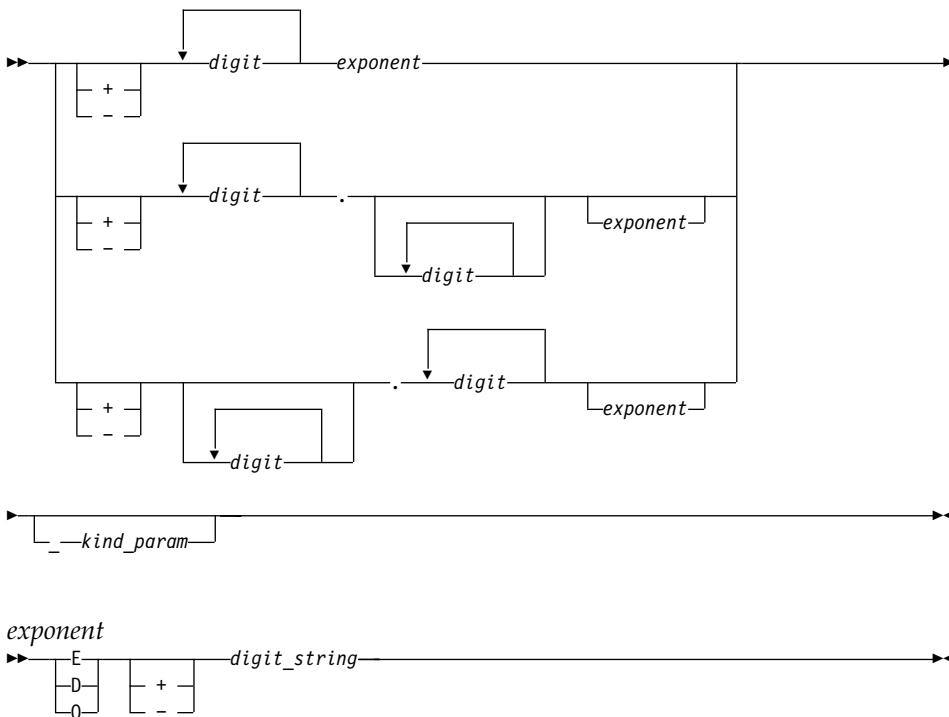 digit exponent
+
−
digit . exponent
+
−
digit
. digit exponent
+
−
digit
_ kind_param
exponent
E + digit_string
D −
Q